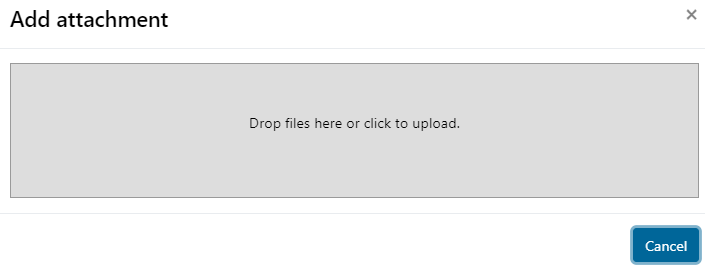 Add attachment
×
Drop files here or click to upload.
Cancel